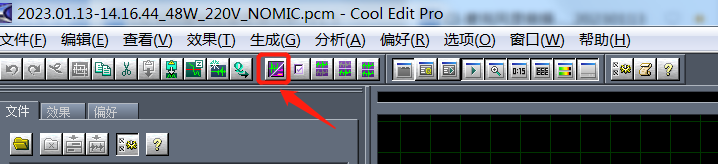 2023.01.13-14.16.44_48W_220V_NOMIC.pcm - Cool Edit Pro
文件(F) 编辑(E) 查看(V) 效果(T) 生成(G) 分析(A) 偏好(R) 选项(O) 窗口(W) 帮助(H)
0:15
文件 效果 偏好